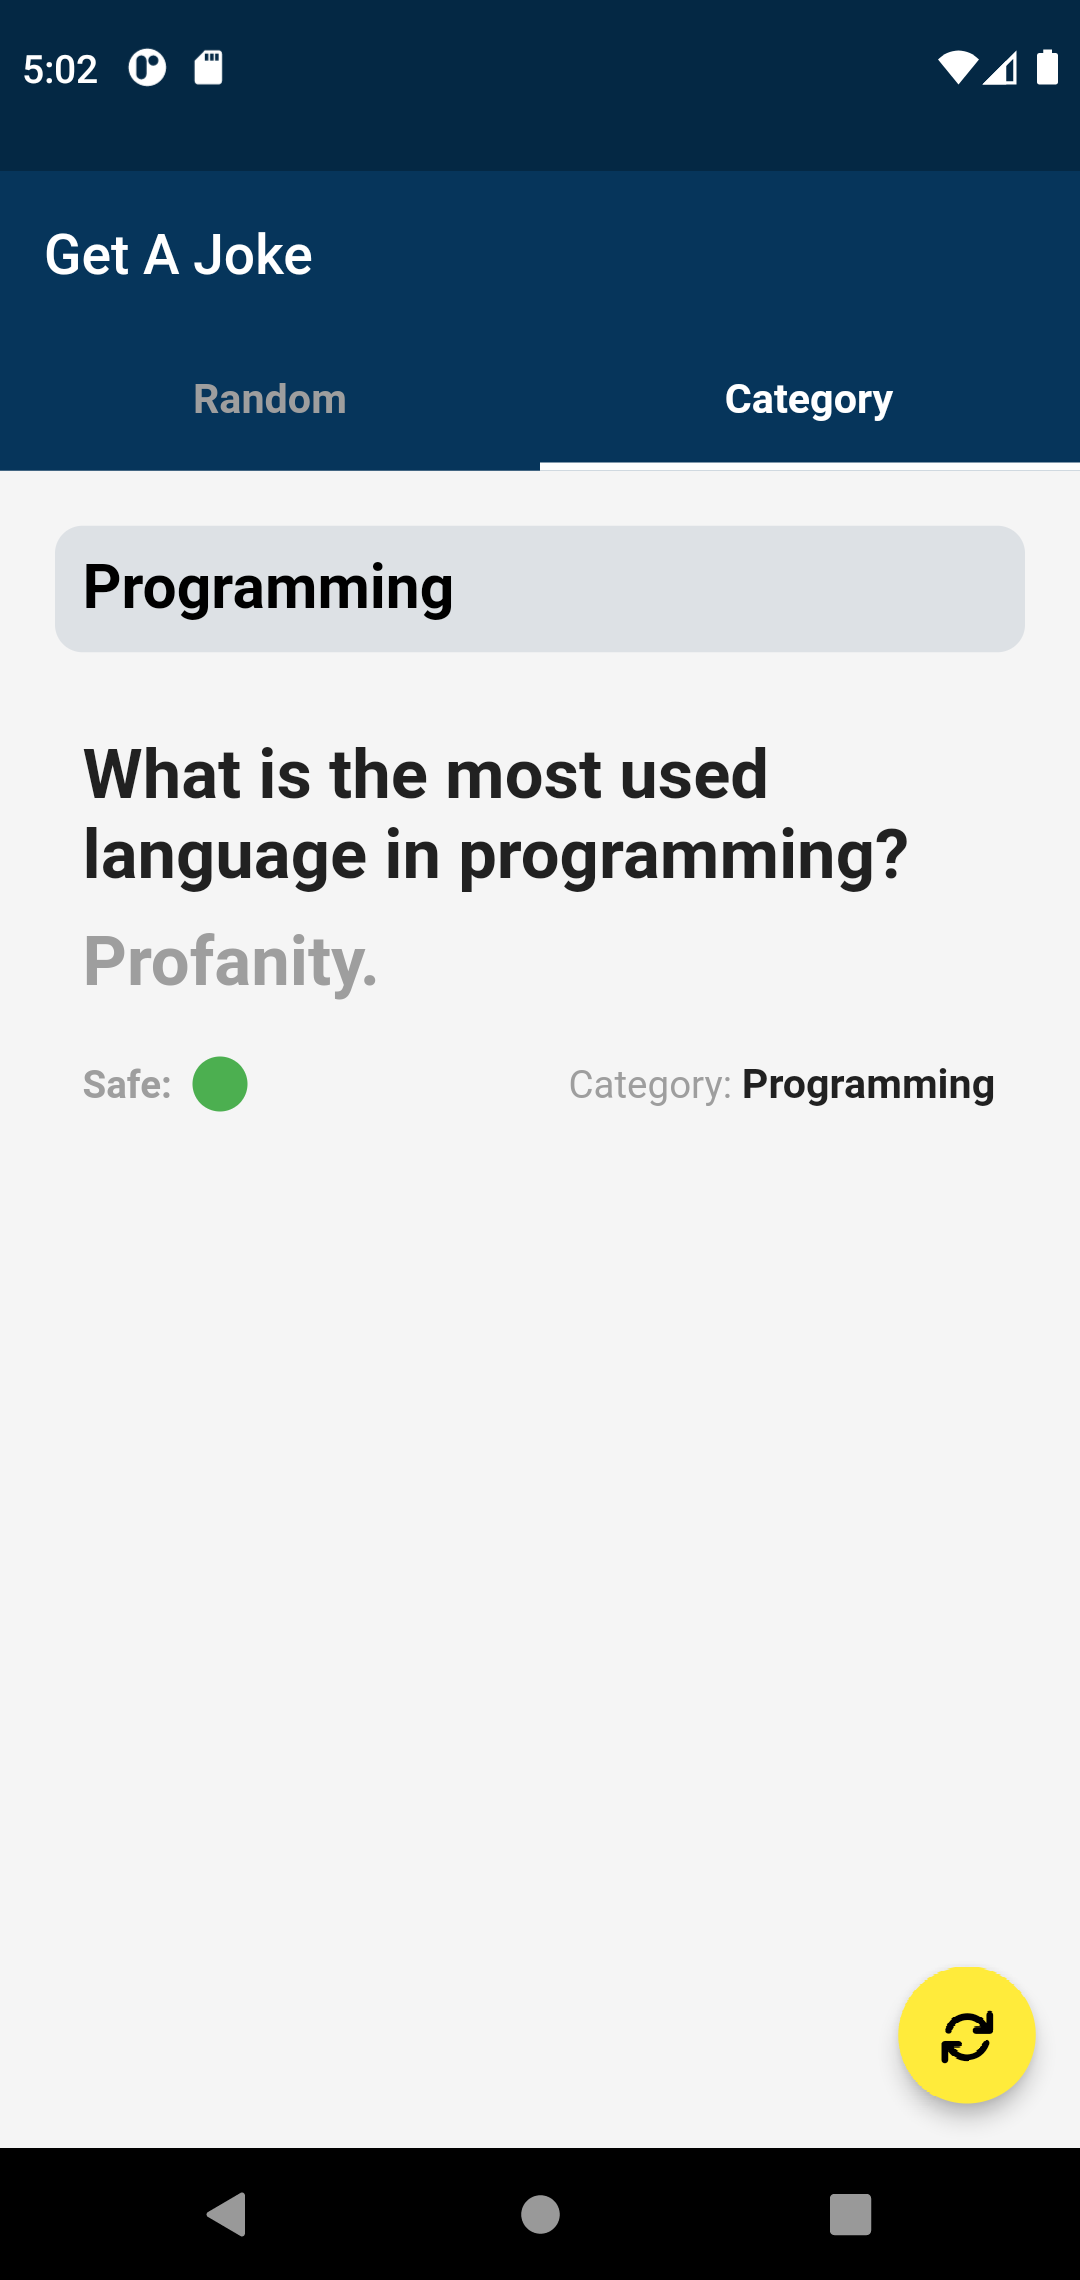 5:02
Get A Joke
Random
Category
Programming
What is the most used
language in programming?
Profanity.
Safe:
Category: Programming